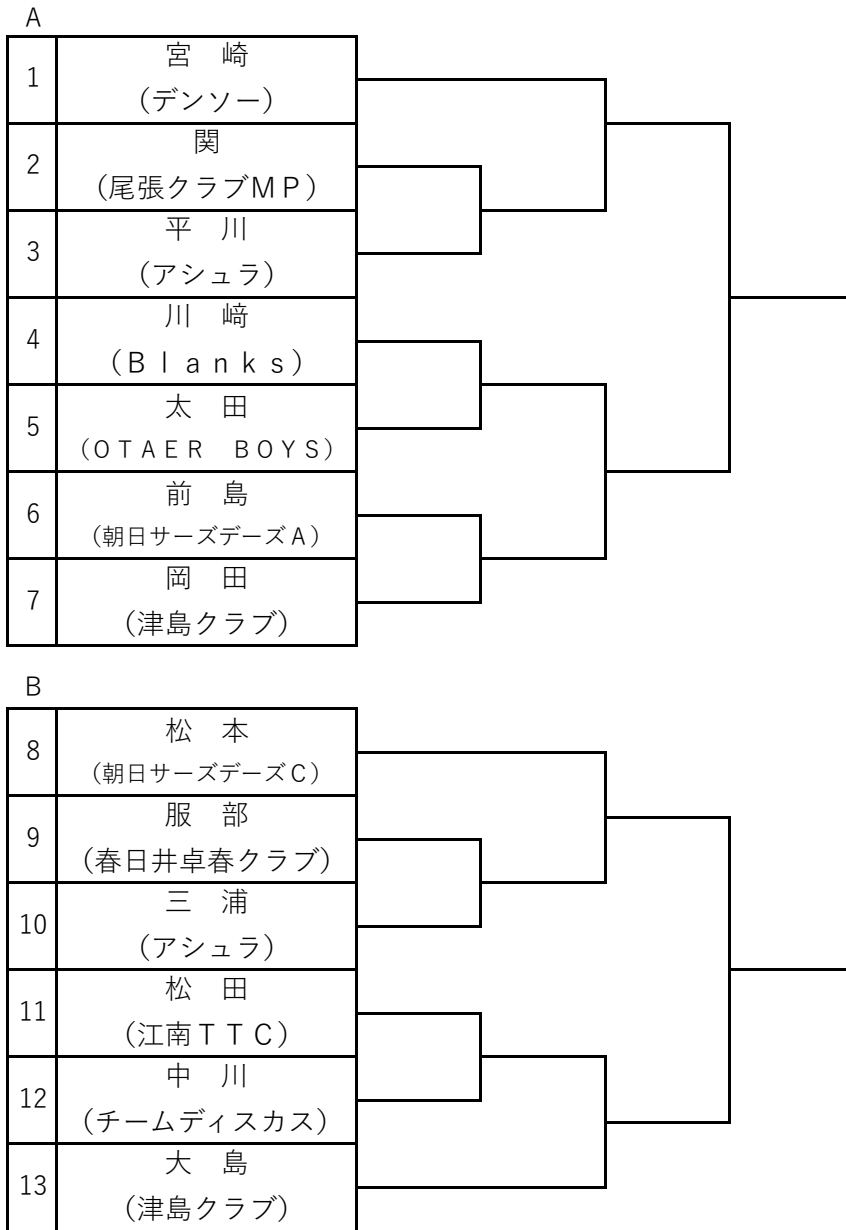 A
1
宮　崎
（デンソー）
2
関
（尾張クラブＭＰ）
3
平　川
（アシュラ）
4
川　﨑
（Ｂｌａｎｋｓ）
5
太　田
（ＯＴＡＥＲ　ＢＯＹＳ）
6
前　島
（朝日サーズデーズＡ）
7
岡　田
（津島クラブ）
B
8
松　本
（朝日サーズデーズＣ）
9
服　部
（春日井卓春クラブ）
10
三　浦
（アシュラ）
11
松　田
（江南ＴＴＣ）
12
中　川
（チームディスカス）
13
大　島
（津島クラブ）